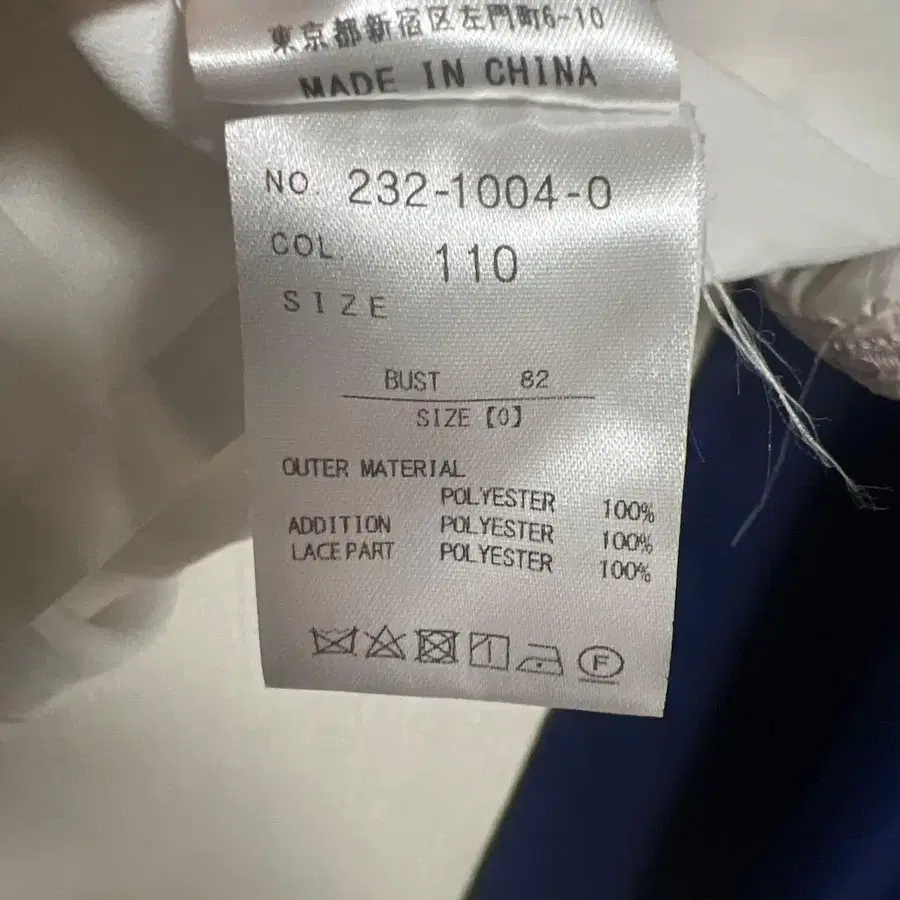 東京都新宿区左門町6-10
MADE IN CHINA
NO. 232-1004-0
COL. 110
SIZE
BUST 82
SIZE【0】
OUTER MATERIAL
POLYESTER 100%
ADDITION POLYESTER 100%
LACE PART POLYESTER 100%
F